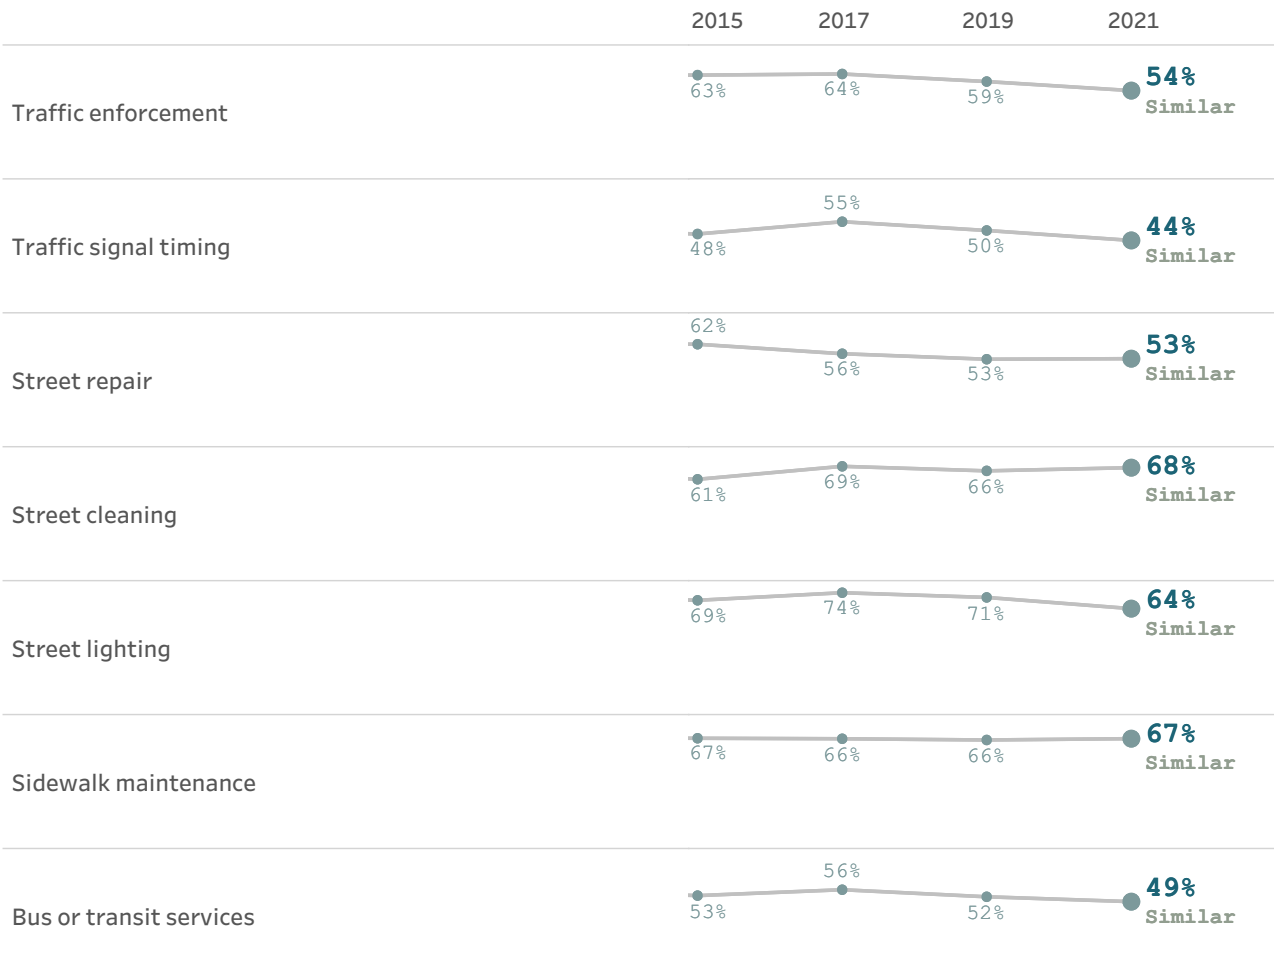 2015 2017 2019 2021
Traffic enforcement
63% 64% 59% 54%
Similar
Traffic signal timing
48% 55% 50% 44%
Similar
Street repair
62% 56% 53% 53%
Similar
Street cleaning
61% 69% 66% 68%
Similar
Street lighting
69% 74% 71% 64%
Similar
Sidewalk maintenance
67% 66% 66% 67%
Similar
Bus or transit services
53% 56% 52% 49%
Similar